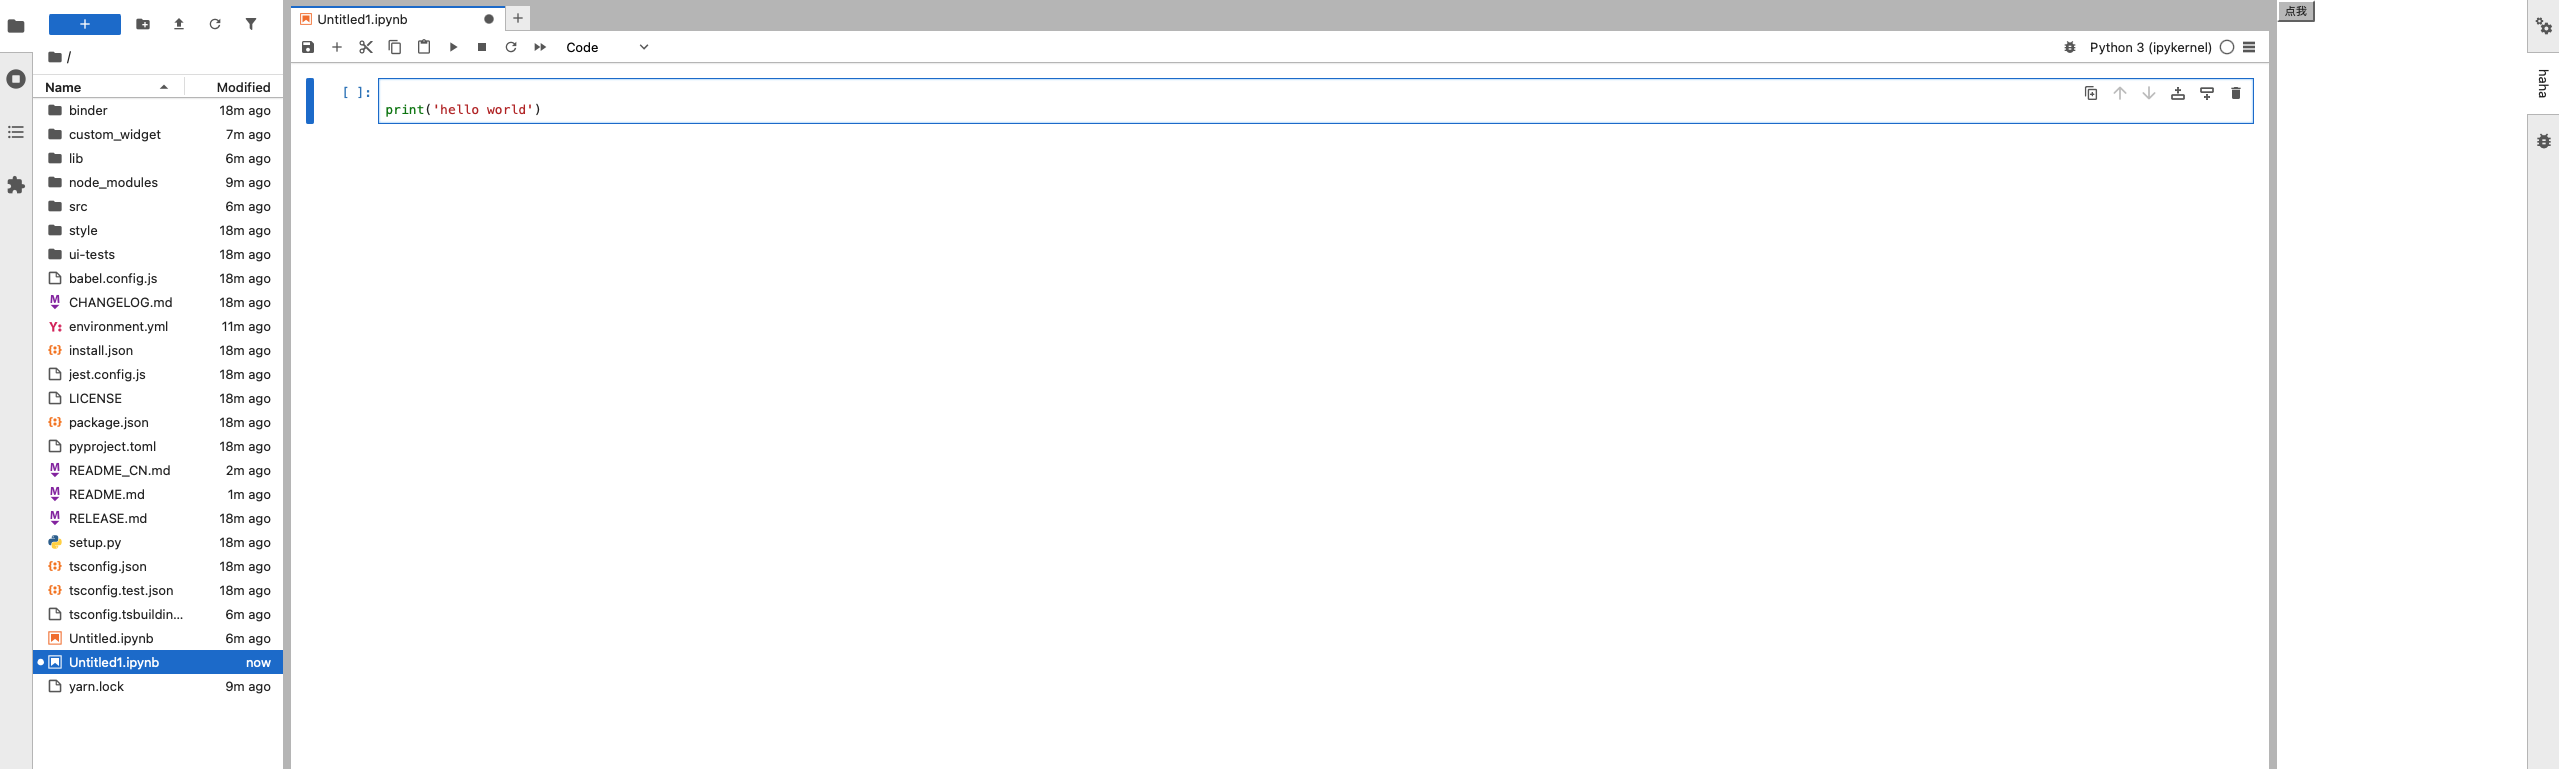 /
Name Modified
binder 18m ago
custom_widget 7m ago
lib 6m ago
node_modules 9m ago
src 6m ago
style 18m ago
ui-tests 18m ago
babel.config.js 18m ago
CHANGELOG.md 18m ago
environment.yml 11m ago
install.json 18m ago
jest.config.js 18m ago
LICENSE 18m ago
package.json 18m ago
pyproject.toml 18m ago
README_CN.md 2m ago
README.md 1m ago
RELEASE.md 18m ago
setup.py 18m ago
tsconfig.json 18m ago
tsconfig.test.json 18m ago
tsconfig.tsbuildin... 6m ago
Untitled.ipynb 6m ago
Untitled1.ipynb now
yarn.lock 9m ago
Untitled1.ipynb
Code
Python 3 (ipykernel)
[ ]:
print('hello world')
点我
haha